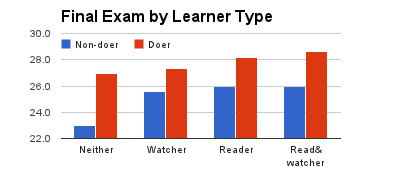 Final Exam by Learner Type
30.0
Non-doer Doer
28.0
26.0
24.0
22.0
Neither Watcher Reader Read&
watcher